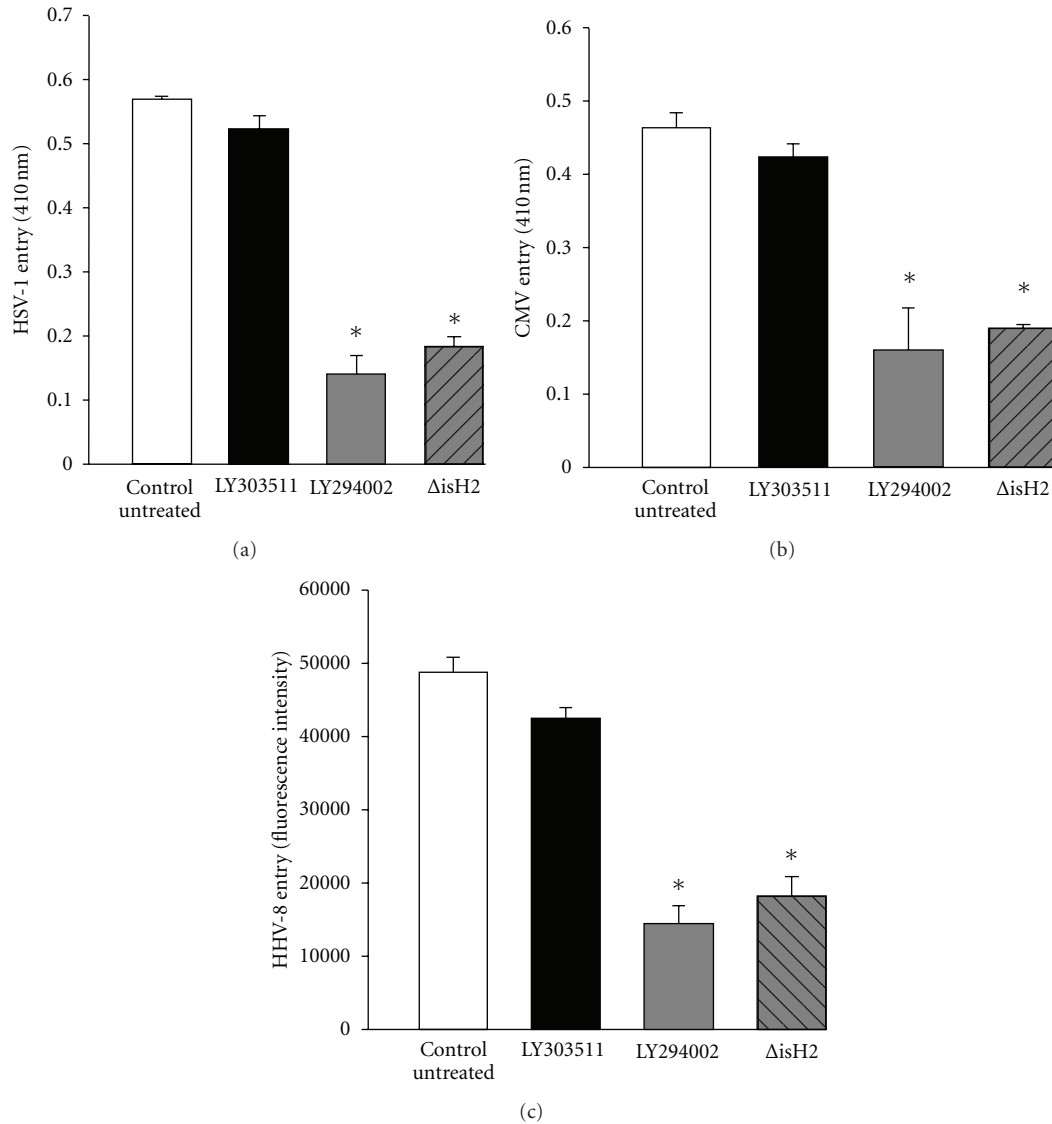 HSV-1 entry (410 nm)
0.7
0.6
0.5
0.4
0.3
0.2
0.1
0
*
*
Control
untreated
LY303511
LY294002
ΔisH2
(a)
CMV entry (410 nm)
0.6
0.5
0.4
0.3
0.2
0.1
0
*
*
Control
untreated
LY303511
LY294002
ΔisH2
(b)
HHV-8 entry (fluorescence intensity)
60000
50000
40000
30000
20000
10000
0
*
*
Control
untreated
LY303511
LY294002
ΔisH2
(c)